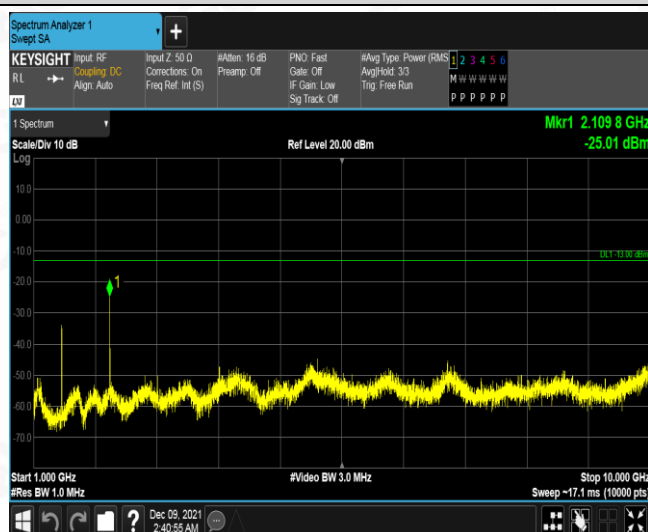 Spectrum Analyzer 1
Swept SA
+
KEYSIGHT
RL
LXI
Input: RF
Coupling: DC
Align: Auto
Input Z: 50 Ω
Corrections: On
Freq Ref: Int (S)
#Atten: 16 dB
Preamp: Off
PNO: Fast
Gate: Off
IF Gain: Low
Sig Track: Off
#Avg Type: Power (RMS
Avg|Hold: 3/3
Trig: Free Run
1 2 3 4 5 6
M W W W W W
P P P P P P
1 Spectrum
Mkr1 2.109 8 GHz
-25.01 dBm
Scale/Div 10 dB
Ref Level 20.00 dBm
Log
10.0
0.00
-10.0
DL1 -13.00 dBm
-20.0
1
-30.0
-40.0
-50.0
-60.0
-70.0
Start 1.000 GHz
#Video BW 3.0 MHz
Stop 10.000 GHz
#Res BW 1.0 MHz
Sweep ~17.1 ms (10000 pts)
?
Dec 09, 2021
2:40:55 AM